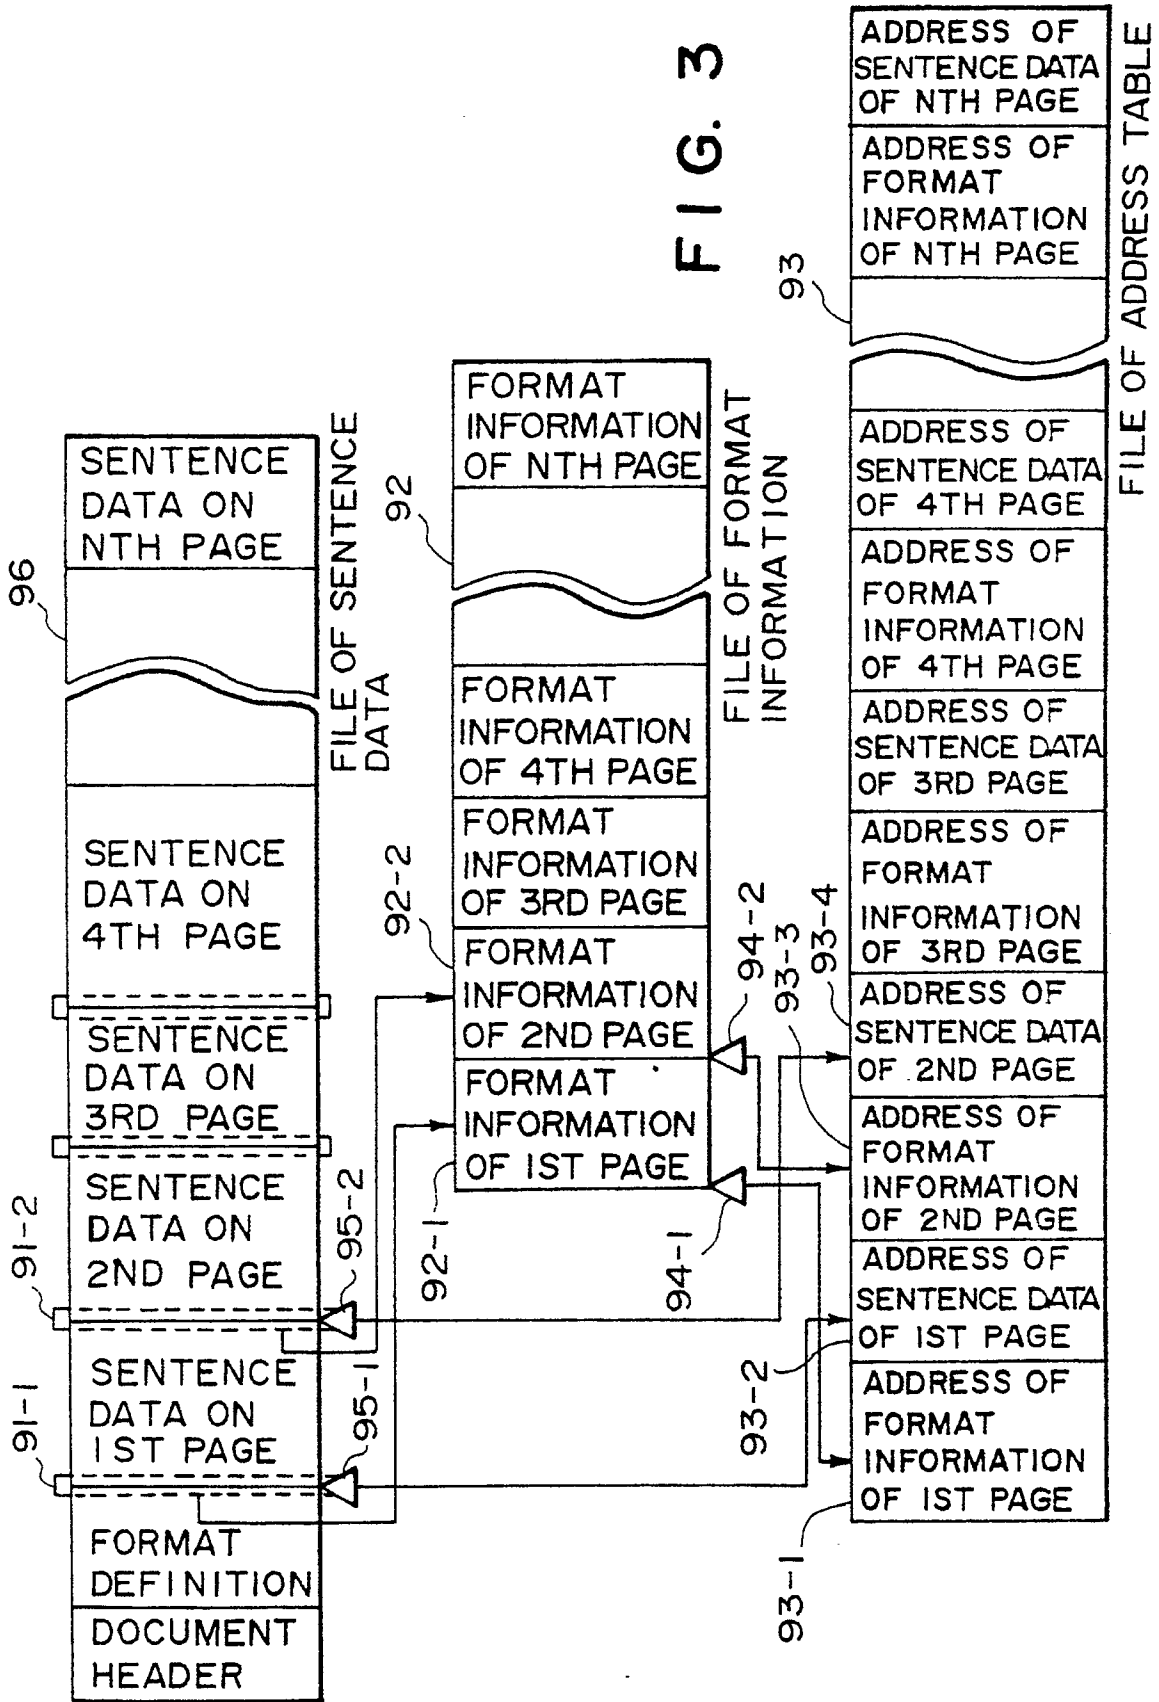 FIG. 3
96
SENTENCE
DATA ON
NTH PAGE
SENTENCE
DATA ON
4TH PAGE
SENTENCE
DATA ON
3RD PAGE
91-2
SENTENCE
DATA ON
2ND PAGE
95-2
91-1
SENTENCE
DATA ON
1ST PAGE
95-1
FORMAT
DEFINITION
DOCUMENT
HEADER
FILE OF SENTENCE
DATA
92
FORMAT
INFORMATION
OF NTH PAGE
FORMAT
INFORMATION
OF 4TH PAGE
FORMAT
INFORMATION
OF 3RD PAGE
92-2
FORMAT
INFORMATION
OF 2ND PAGE
94-2
92-1
FORMAT
INFORMATION
OF 1ST PAGE
94-1
FILE OF FORMAT
INFORMATION
ADDRESS OF
SENTENCE DATA
OF NTH PAGE
ADDRESS OF
FORMAT
INFORMATION
OF NTH PAGE
93
ADDRESS OF
SENTENCE DATA
OF 4TH PAGE
ADDRESS OF
FORMAT
INFORMATION
OF 4TH PAGE
ADDRESS OF
SENTENCE DATA
OF 3RD PAGE
ADDRESS OF
FORMAT
INFORMATION
OF 3RD PAGE
93-4
ADDRESS OF
SENTENCE DATA
OF 2ND PAGE
93-3
ADDRESS OF
FORMAT
INFORMATION
OF 2ND PAGE
93-2
ADDRESS OF
SENTENCE DATA
OF 1ST PAGE
93-1
ADDRESS OF
FORMAT
INFORMATION
OF 1ST PAGE
FILE OF ADDRESS TABLE